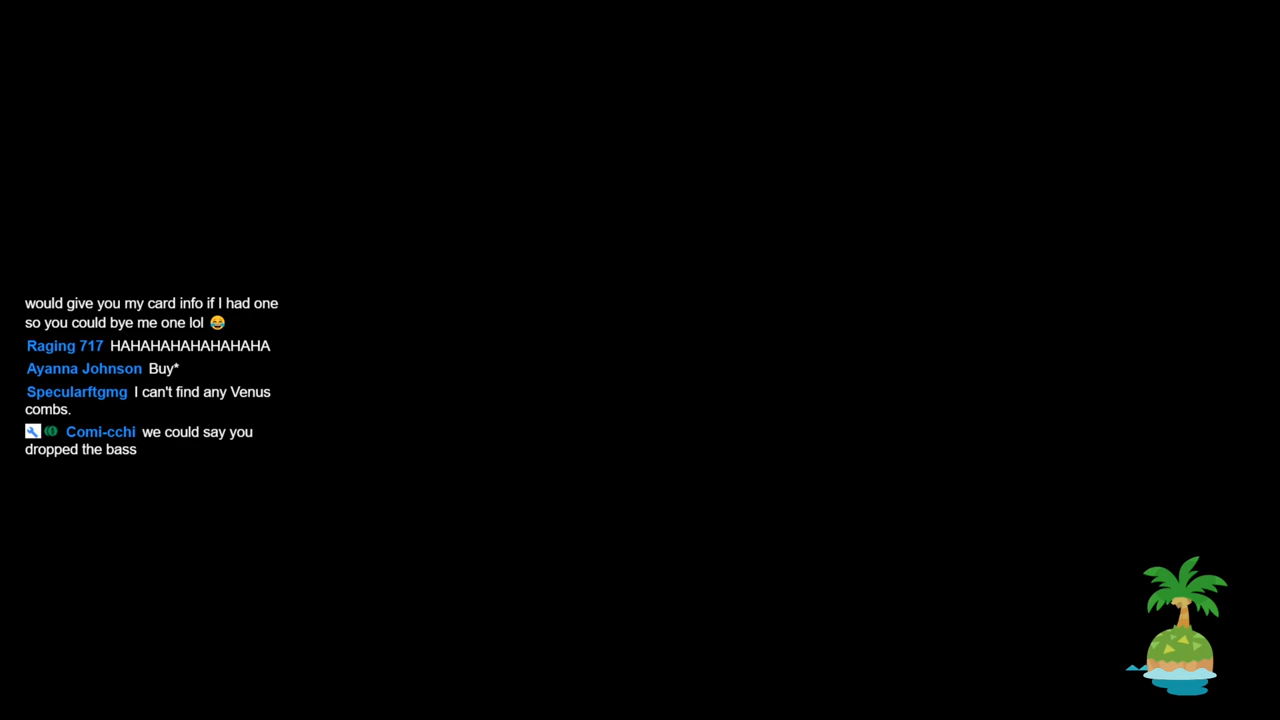 would give you my card info if I had one
so you could bye me one lol 😂
Raging 717 HAHAHAHAHAHAHAHA
Ayanna Johnson Buy*
Specularftgmg I can't find any Venus
combs.
Comi-cchi we could say you
dropped the bass